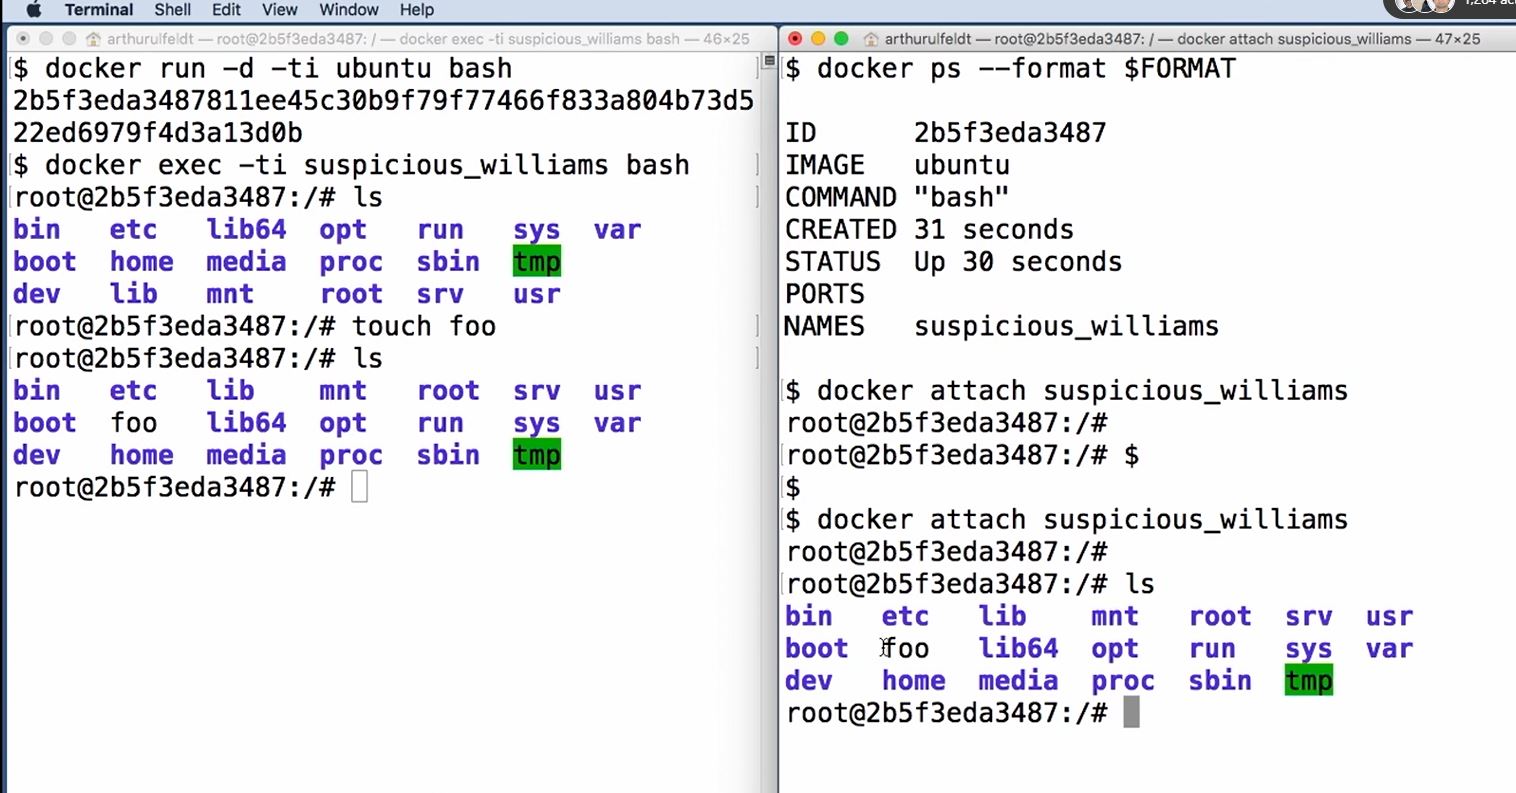 Terminal Shell Edit View Window Help
arthurulfeldt — root@2b5f3eda3487: / — docker exec -ti suspicious_williams bash — 46×25
$ docker run -d -ti ubuntu bash
2b5f3eda3487811ee45c30b9f79f77466f833a804b73d5
22ed6979f4d3a13d0b
$ docker exec -ti suspicious_williams bash
root@2b5f3eda3487:/# ls
bin etc lib64 opt run sys var
boot home media proc sbin tmp
dev lib mnt root srv usr
root@2b5f3eda3487:/# touch foo
root@2b5f3eda3487:/# ls
bin etc lib mnt root srv usr
boot foo lib64 opt run sys var
dev home media proc sbin tmp
root@2b5f3eda3487:/#
arthurulfeldt — root@2b5f3eda3487: / — docker attach suspicious_williams — 47×25
$ docker ps --format $FORMAT
ID 2b5f3eda3487
IMAGE ubuntu
COMMAND "bash"
CREATED 31 seconds
STATUS Up 30 seconds
PORTS
NAMES suspicious_williams
$ docker attach suspicious_williams
root@2b5f3eda3487:/#
root@2b5f3eda3487:/# $
$
$ docker attach suspicious_williams
root@2b5f3eda3487:/#
root@2b5f3eda3487:/# ls
bin etc lib mnt root srv usr
boot foo lib64 opt run sys var
dev home media proc sbin tmp
root@2b5f3eda3487:/#